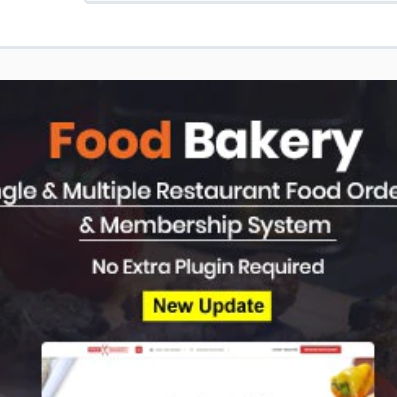 Food Bakery
gle & Multiple Restaurant Food Orde
& Membership System
No Extra Plugin Required
New Update